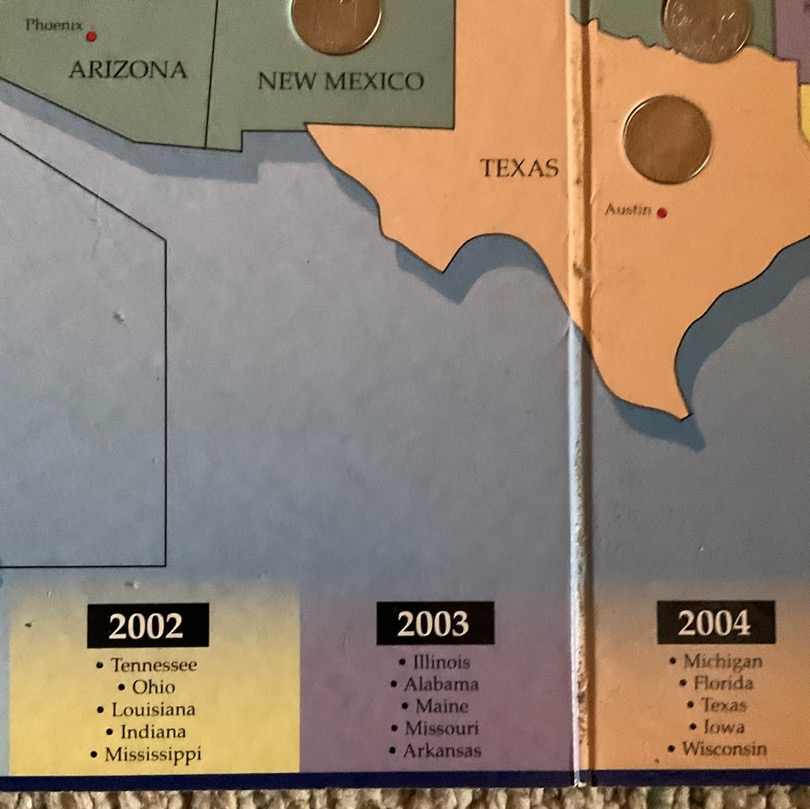 Phoenix
ARIZONA
NEW MEXICO
TEXAS
Austin
2002
• Tennessee
• Ohio
• Louisiana
• Indiana
• Mississippi
2003
• Illinois
• Alabama
• Maine
• Missouri
• Arkansas
2004
• Michigan
• Florida
• Texas
• Iowa
• Wisconsin